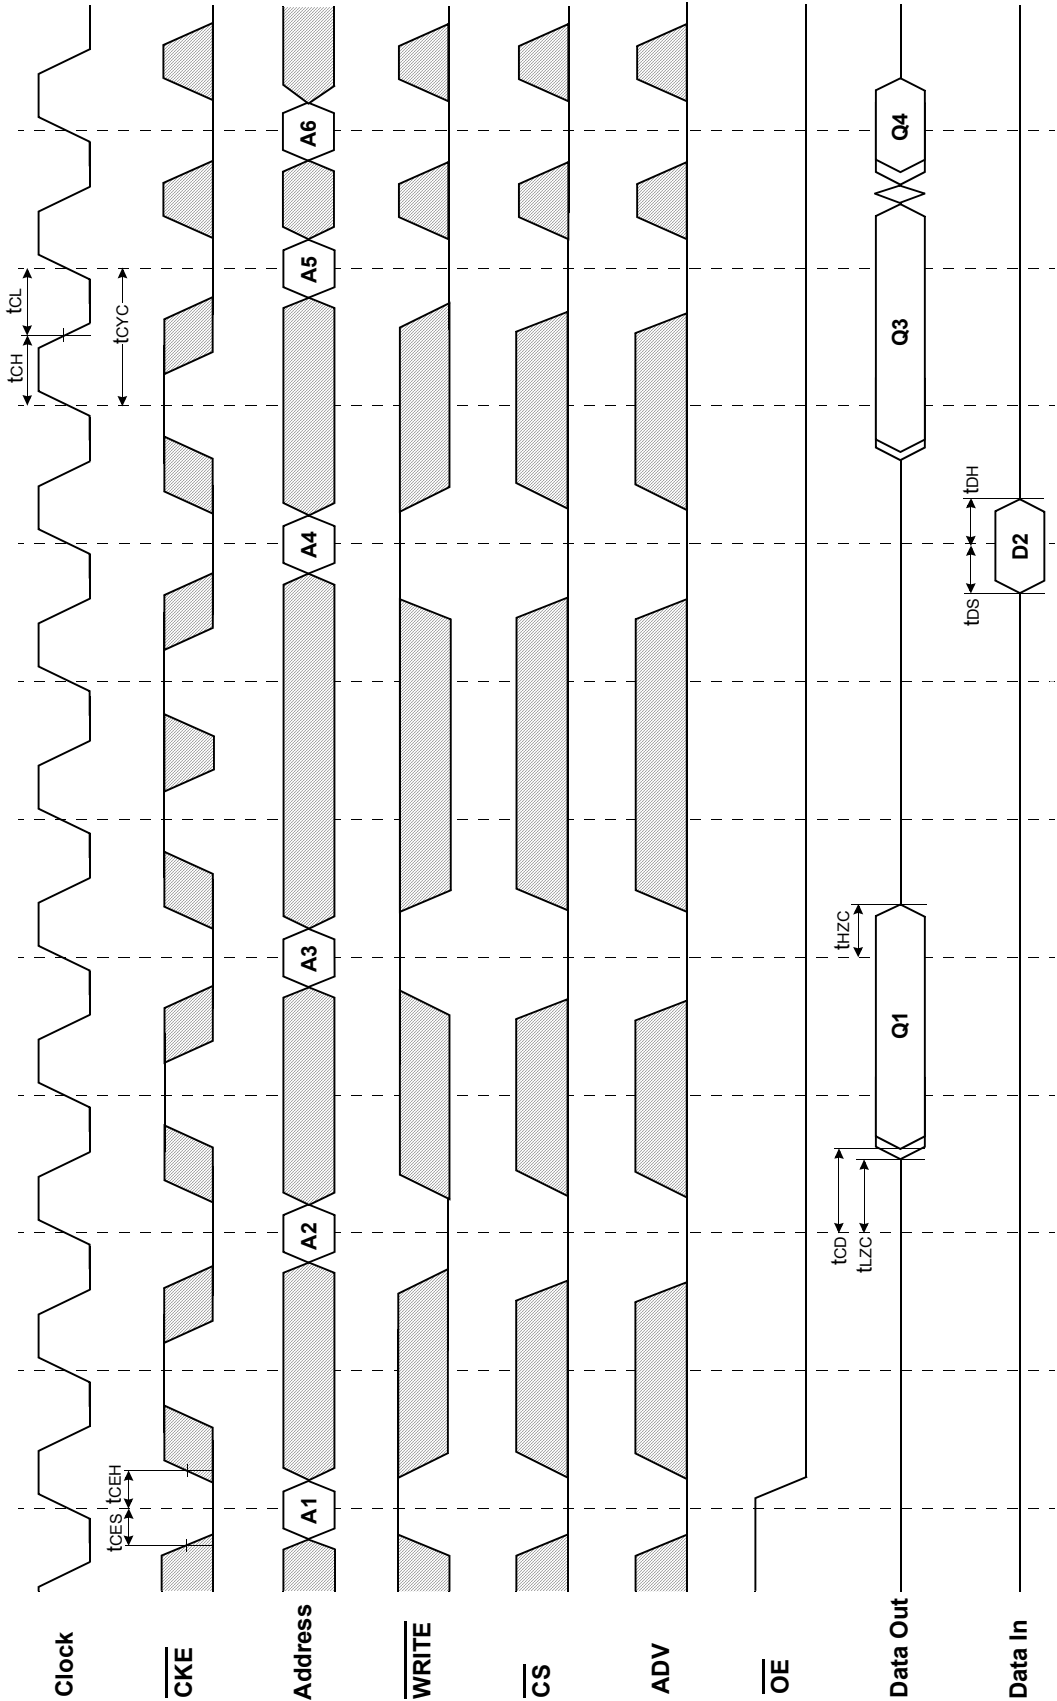 Clock
tCES tCEH
tCH tCL
tCYC
CKE
Address
A1 A2 A3 A4 A5 A6
WRITE
CS
ADV
OE
Data Out
tCD
tLZC
tHZC
Q1 Q3 Q4
Data In
tDS tDH
D2